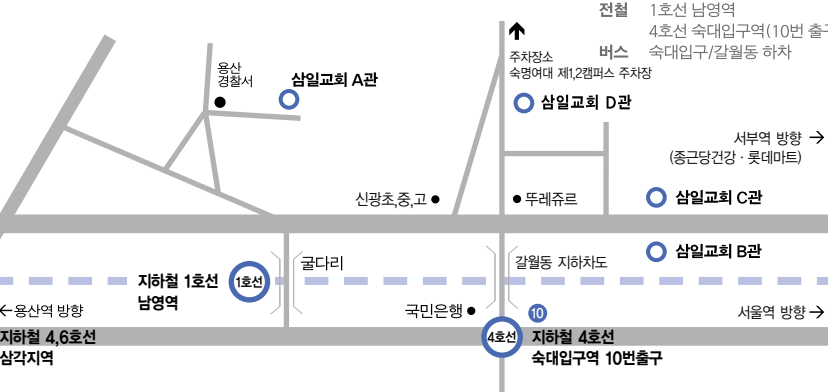 전철 1호선 남영역
4호선 숙대입구역(10번 출구
버스 숙대입구/갈월동 하차
주차장소
숙명여대 제1,2캠퍼스 주차장
용산
경찰서
삼일교회 A관
삼일교회 D관
서부역 방향
(종근당건강 · 롯데마트)
신광초,중,고
뚜레쥬르
삼일교회 C관
삼일교회 B관
굴다리
갈월동 지하차도
지하철 1호선
남영역
1호선
용산역 방향
국민은행
10
서울역 방향
지하철 4,6호선
삼각지역
4호선
지하철 4호선
숙대입구역 10번출구